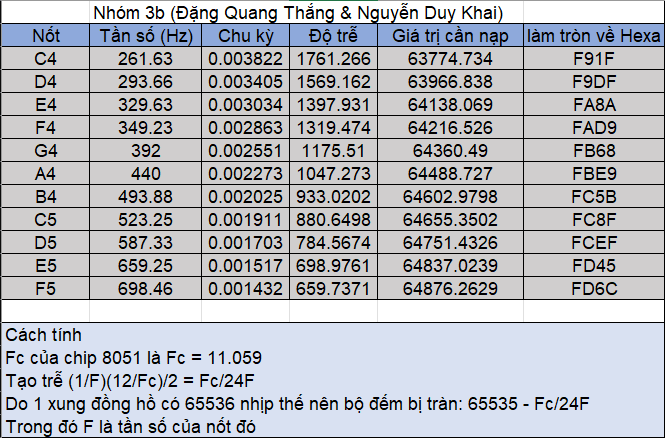 Nhóm 3b (Đặng Quang Thắng & Nguyễn Duy Khai)
Nốt Tần số (Hz) Chu kỳ Độ trễ Giá trị cần nạp làm tròn về Hexa
C4 261.63 0.003822 1761.266 63774.734 F91F
D4 293.66 0.003405 1569.162 63966.838 F9DF
E4 329.63 0.003034 1397.931 64138.069 FA8A
F4 349.23 0.002863 1319.474 64216.526 FAD9
G4 392 0.002551 1175.51 64360.49 FB68
A4 440 0.002273 1047.273 64488.727 FBE9
B4 493.88 0.002025 933.0202 64602.9798 FC5B
C5 523.25 0.001911 880.6498 64655.3502 FC8F
D5 587.33 0.001703 784.5674 64751.4326 FCEF
E5 659.25 0.001517 698.9761 64837.0239 FD45
F5 698.46 0.001432 659.7371 64876.2629 FD6C
Cách tính
Fc của chip 8051 là Fc = 11.059
Tạo trễ (1/F)(12/Fc)/2 = Fc/24F
Do 1 xung đồng hồ có 65536 nhịp thế nên bộ đếm bị tràn: 65535 - Fc/24F
Trong đó F là tần số của nốt đó